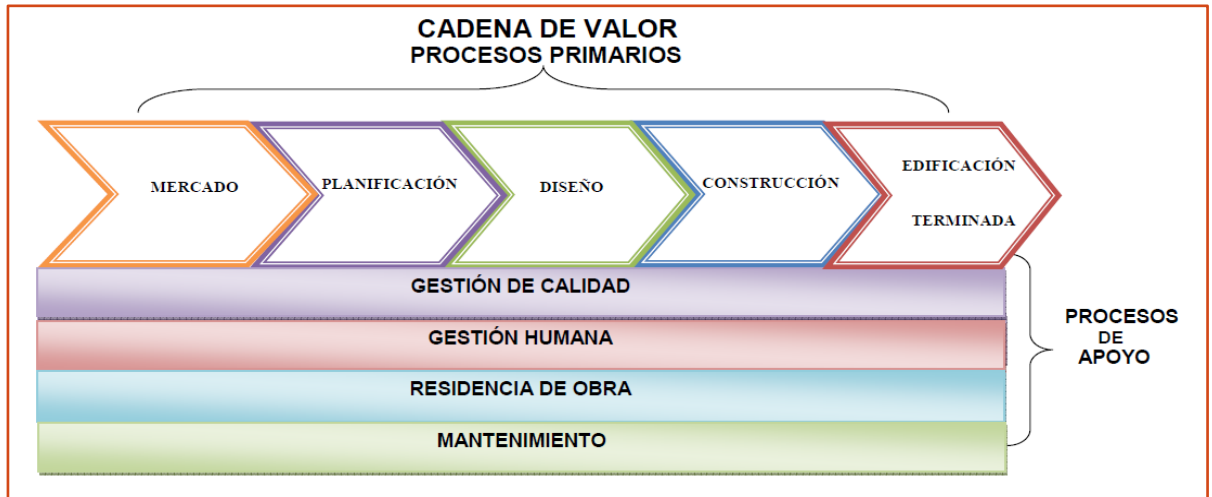 CADENA DE VALOR
PROCESOS PRIMARIOS
MERCADO
PLANIFICACIÓN
DISEÑO
CONSTRUCCIÓN
EDIFICACIÓN
TERMINADA
GESTIÓN DE CALIDAD
GESTIÓN HUMANA
RESIDENCIA DE OBRA
MANTENIMIENTO
PROCESOS
DE
APOYO